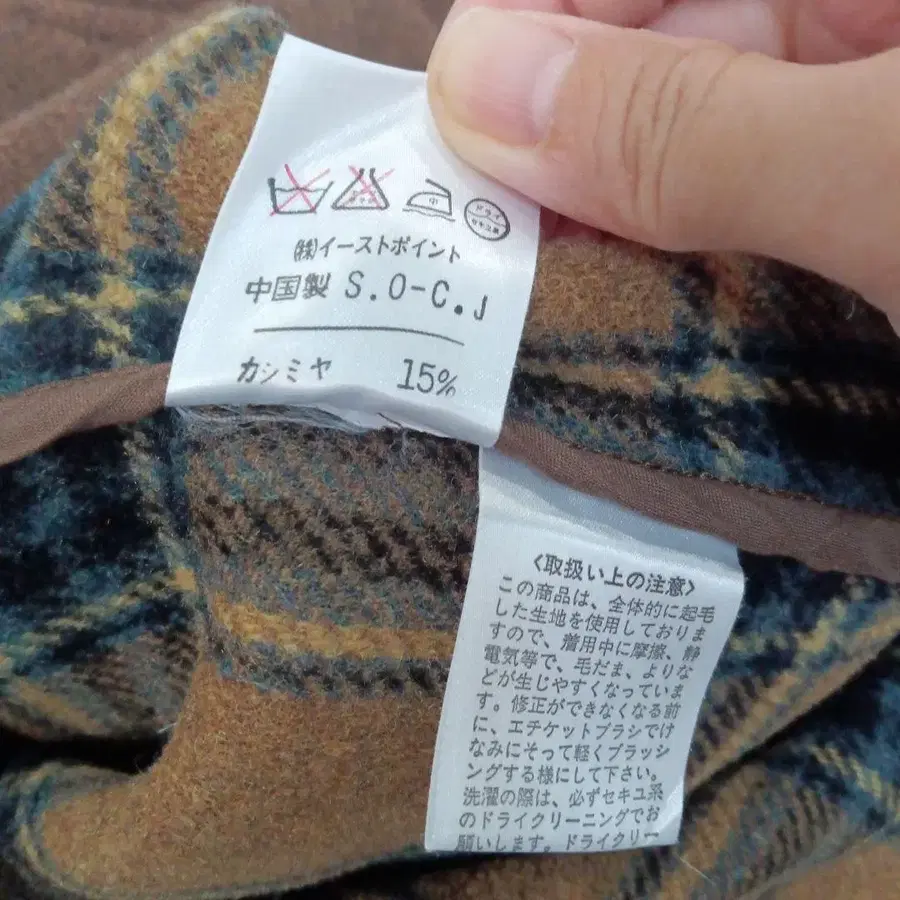 中
ドライ
セキユ系
㈱イーストポイント
中国製 S.O-C.J
カシミヤ 15%
〈取扱い上の注意〉
この商品は、全体的に起毛
した生地を使用しておりま
すので、着用中に摩擦、静
電気等で、毛だま、よりな
どが生じやすくなっていま
す。修正ができなくなる前
に、エチケットブラシでけ
なみにそって軽くブラッシ
ングする様にして下さい。
洗濯の際は、必ずセキユ系
のドライクリーニングでお
願いします。ドライクリー